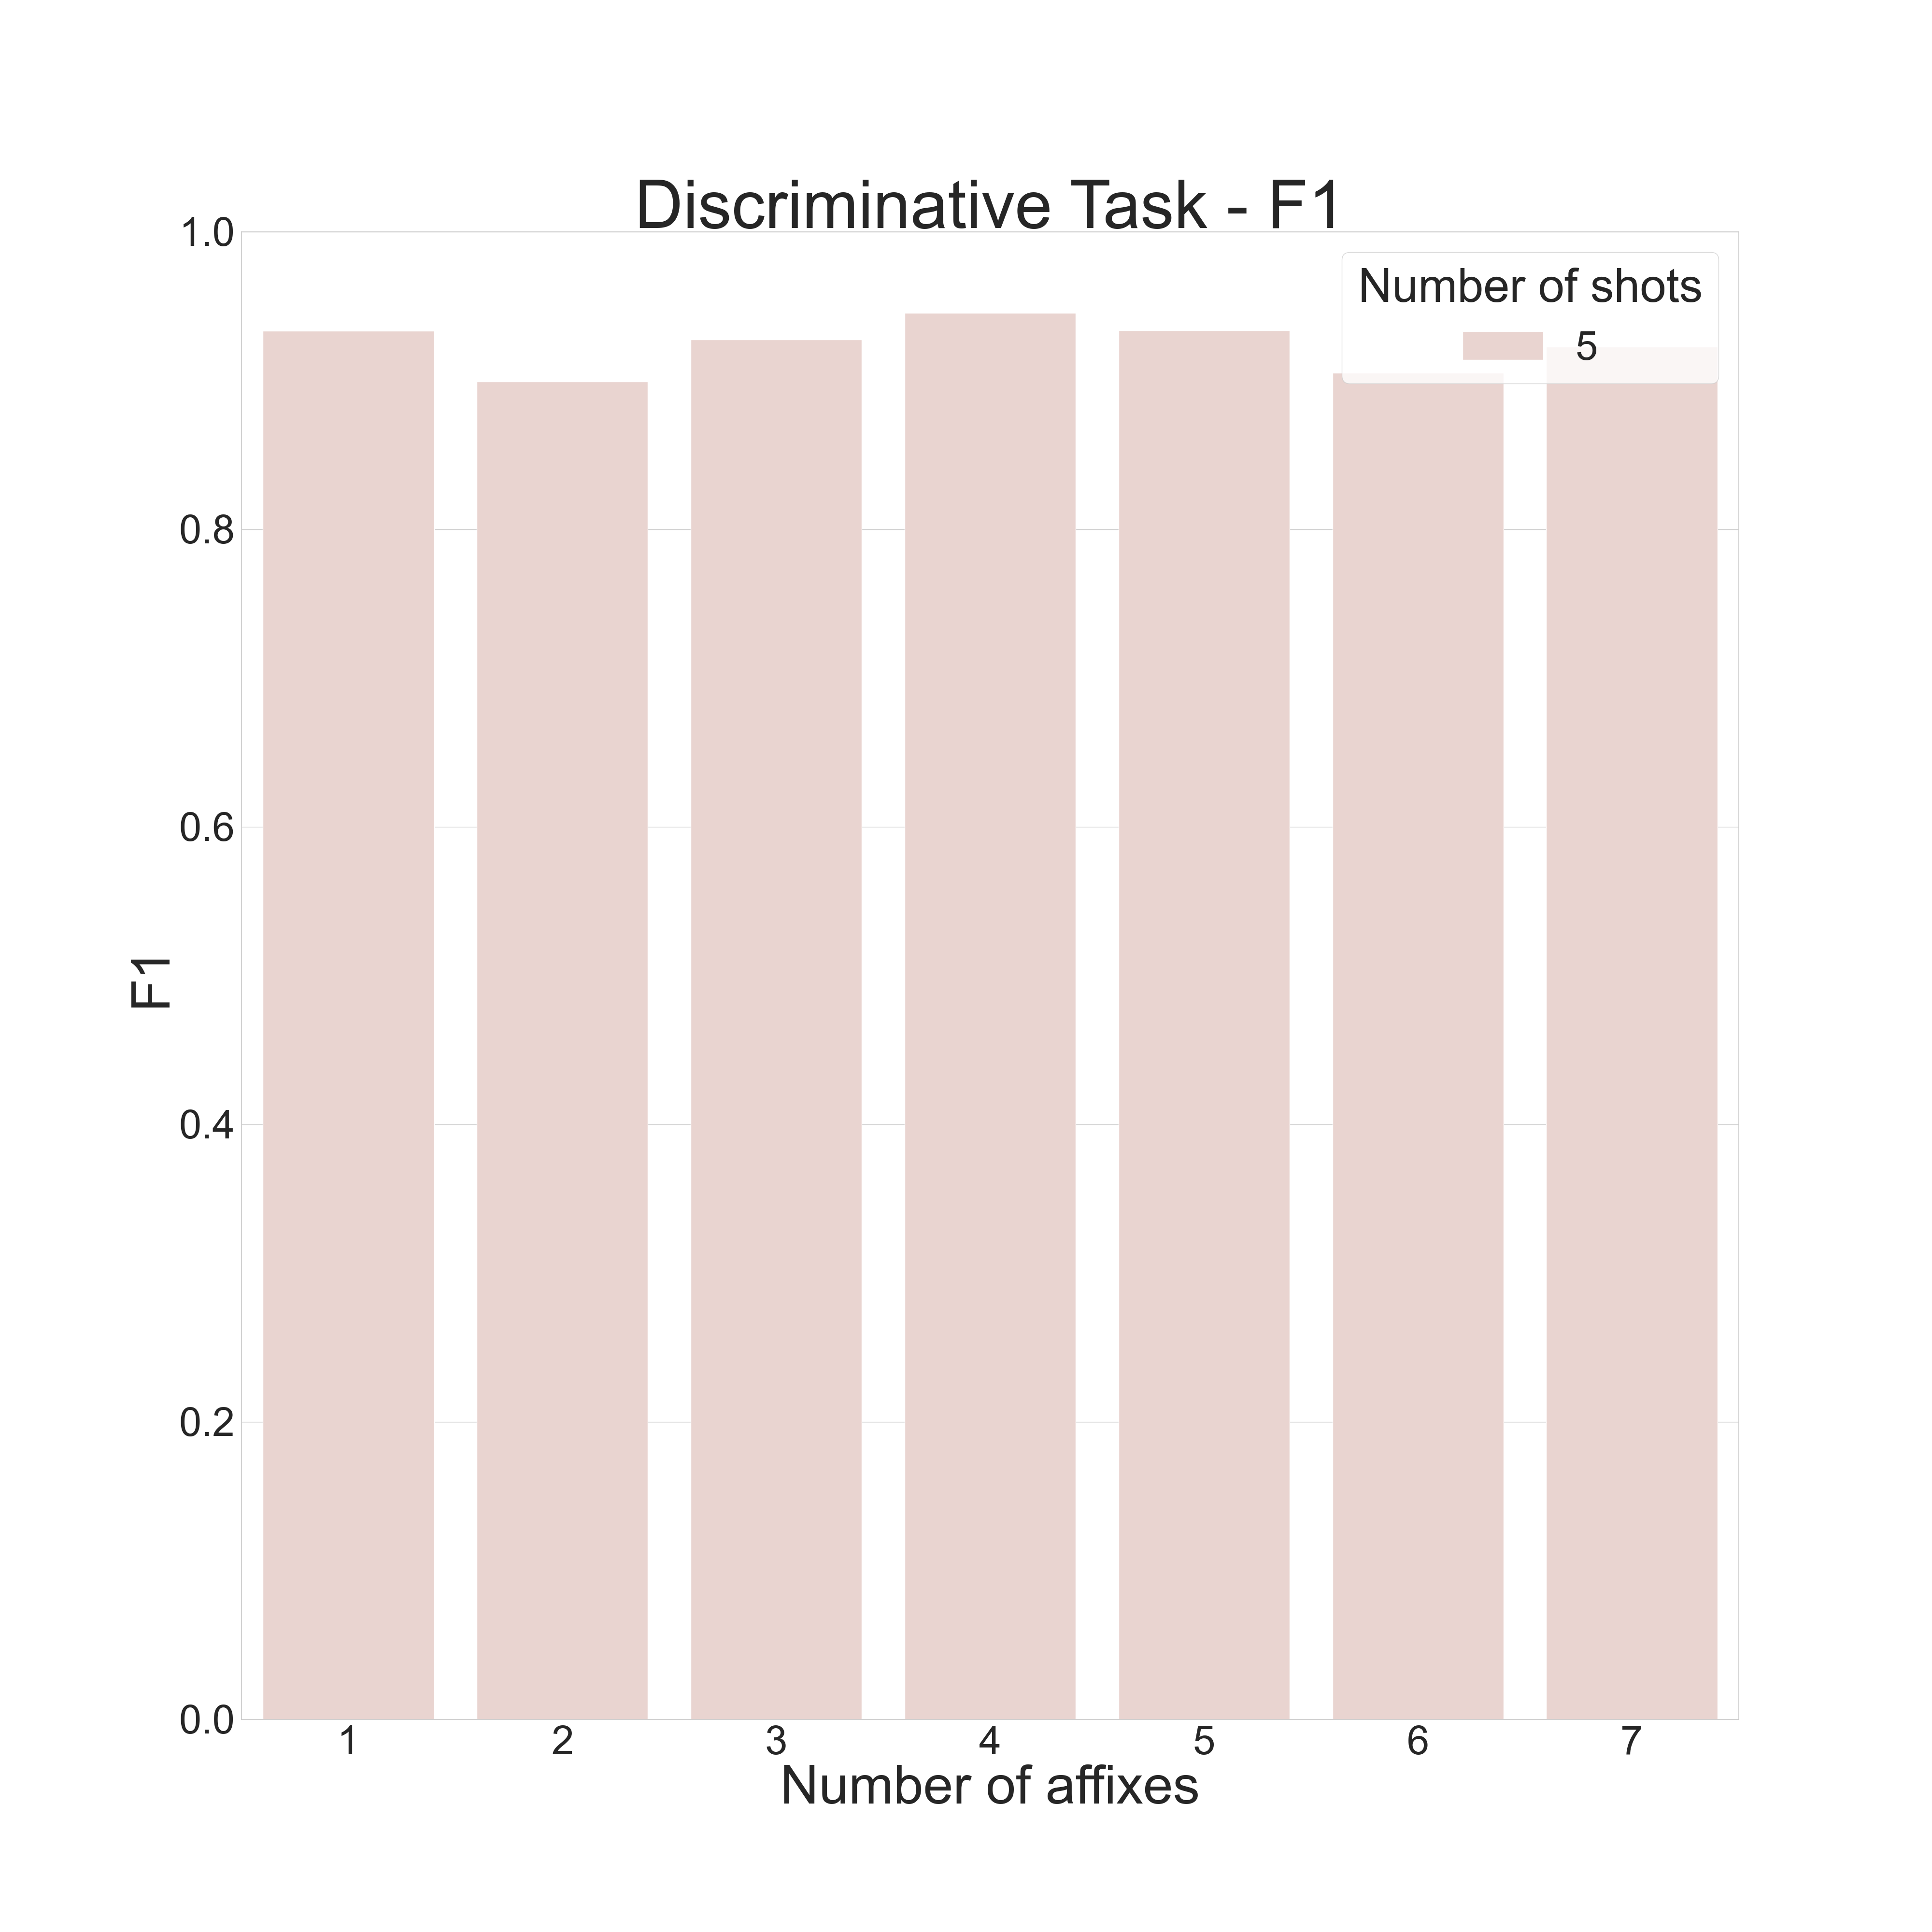 Discriminative Task - F1
1.0
Number of shots
5
0.8
0.6
F1
0.4
0.2
0.0
1 2 3 4 5 6 7
Number of affixes